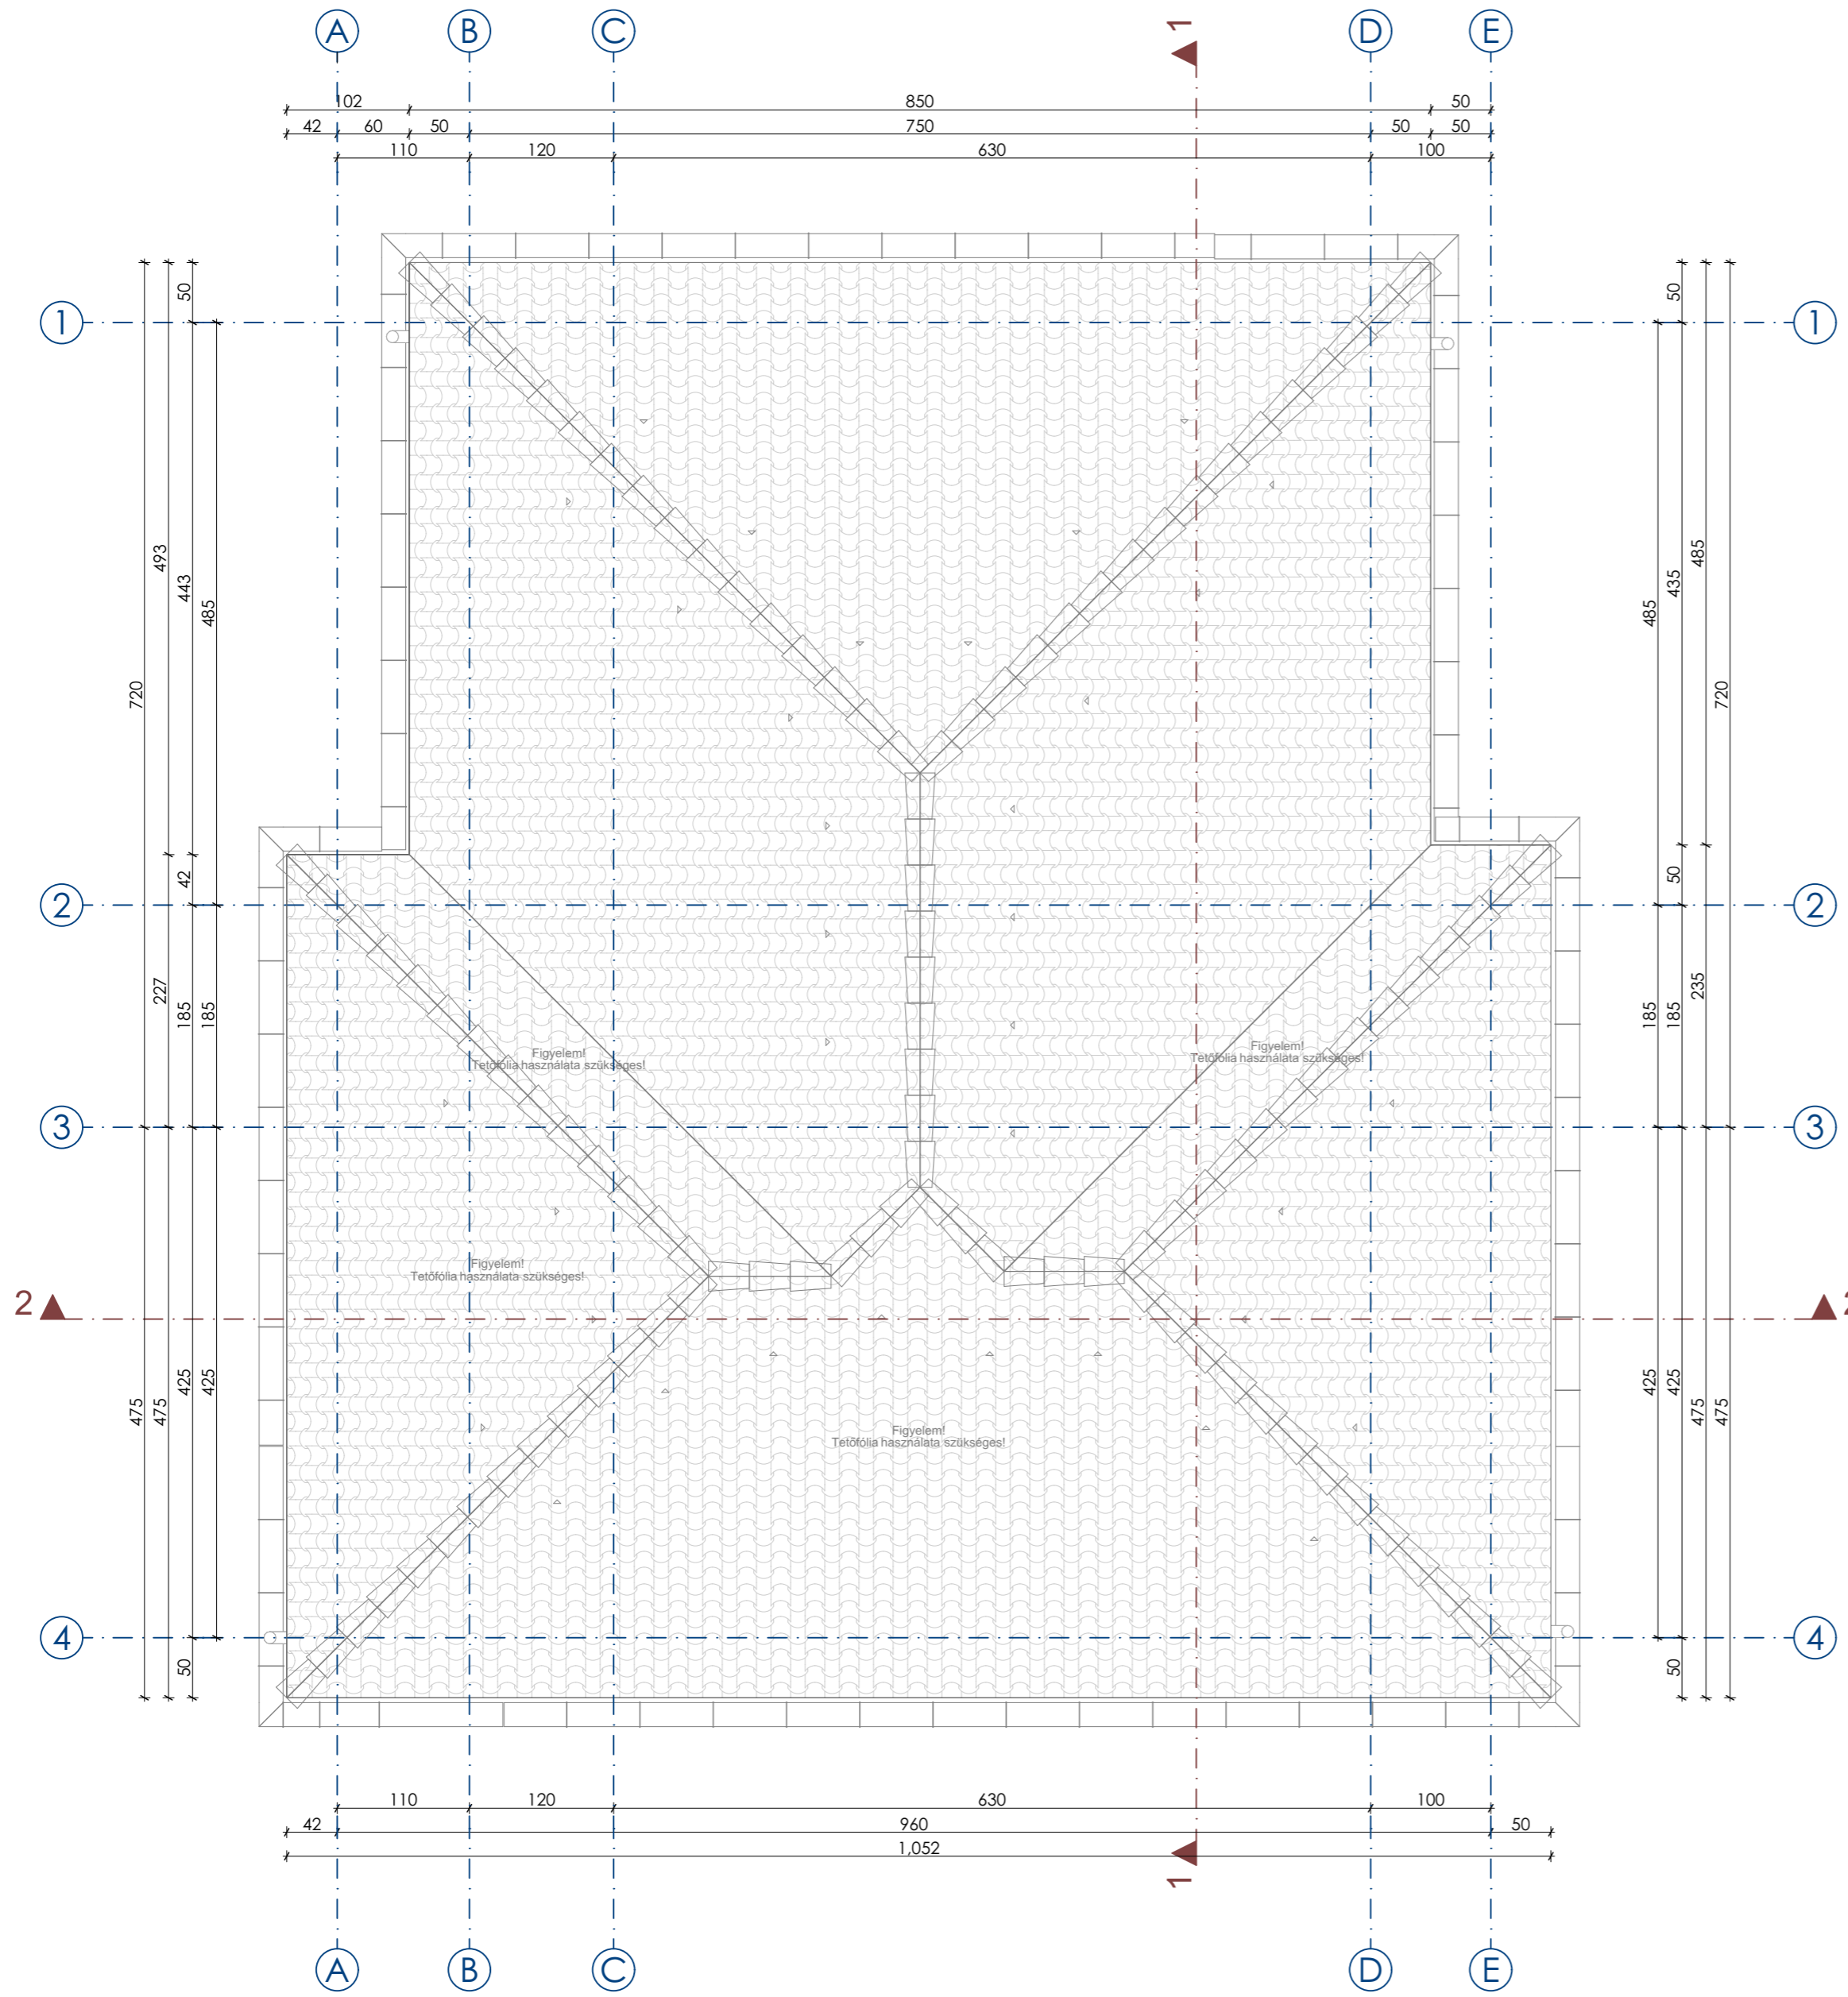 A B C 1 D E
102 850 50
42 60 50 750 50 50
110 120 630 100
50 50
1 1
493 443 485 720
485 435 485 720
42 50
2 2
227 185 185
185 185 235
Figyelem!
Tetőfólia használata szükséges!
Figyelem!
Tetőfólia használata szükséges!
3 3
Figyelem!
Tetőfólia használata szükséges!
2 2
475 475 425 425
425 425 475 475
Figyelem!
Tetőfólia használata szükséges!
4 4
50 50
110 120 630 100
42 960 50
1,052
1
A B C D E